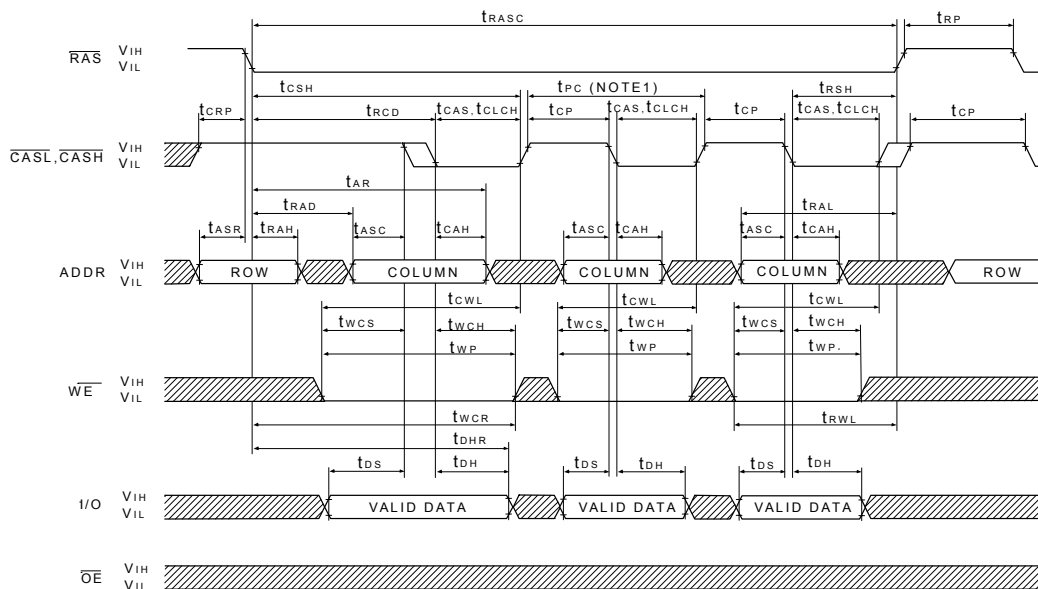 tRASC tRP
RAS VIH
VIL
tCSH tPC (NOTE1) tRSH
tCRP tRCD tCAS,tCLCH tCP tCAS,tCLCH tCP tCAS,tCLCH tCP
CASL,CASH VIH
VIL
tAR
tRAD tRAL
tASR tRAH tASC tCAH tASC tCAH tASC tCAH
ADDR VIH
VIL
ROW COLUMN COLUMN COLUMN ROW
tCWL tCWL tCWL
tWCS tWCH tWCS tWCH tWCS tWCH
tWP tWP tWP.
WE VIH
VIL
tWCR tRWL
tDHR
tDS tDH tDS tDH tDS tDH
1/O VIH
VIL
VALID DATA VALID DATA VALID DATA
OE VIH
VIL